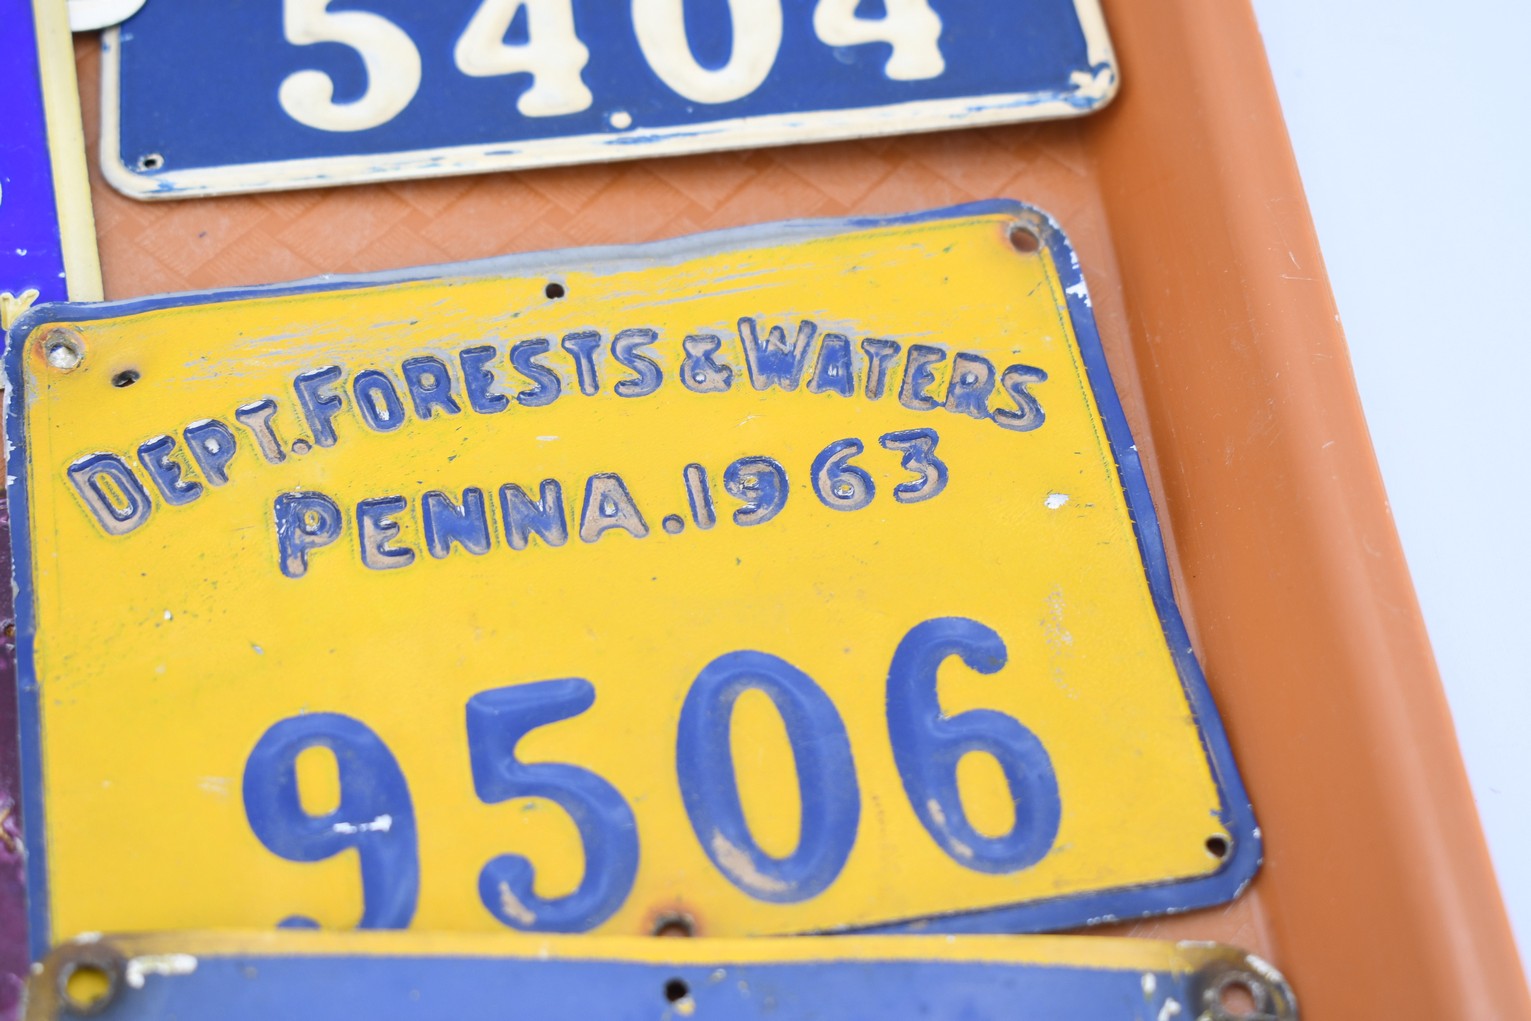 5404
DEPT. FORESTS & WATERS
PENNA. 1963
9506